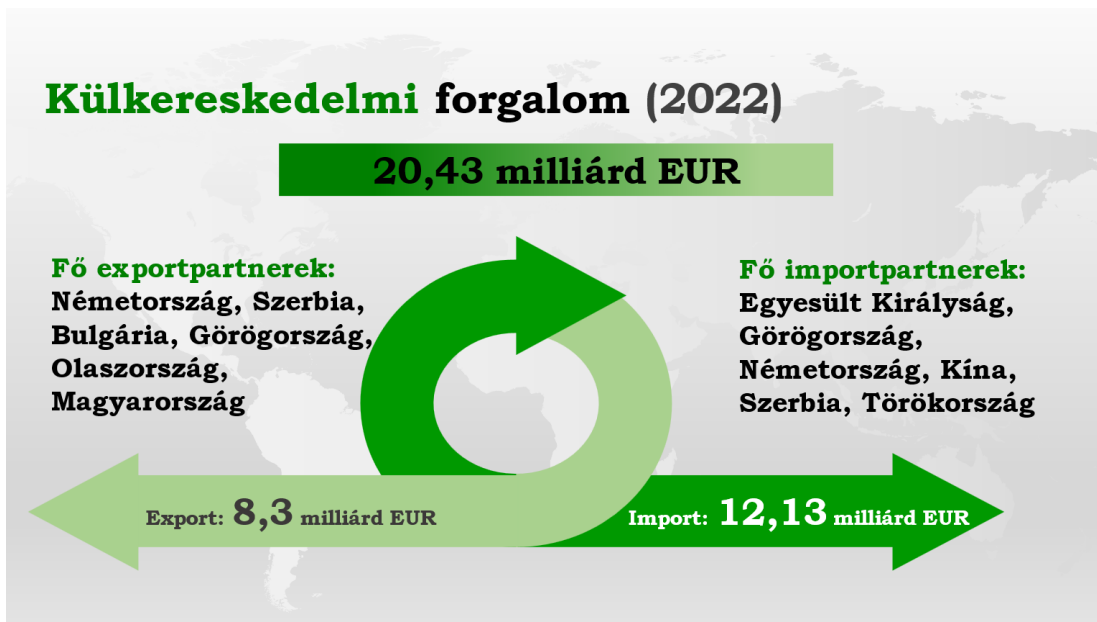 Külkereskedelmi forgalom (2022)
20,43 milliárd EUR
Fő exportpartnerek:
Németország, Szerbia,
Bulgária, Görögország,
Olaszország,
Magyarország
Fő importpartnerek:
Egyesült Királyság,
Görögország,
Németország, Kína,
Szerbia, Törökország
Export: 8,3 milliárd EUR
Import: 12,13 milliárd EUR